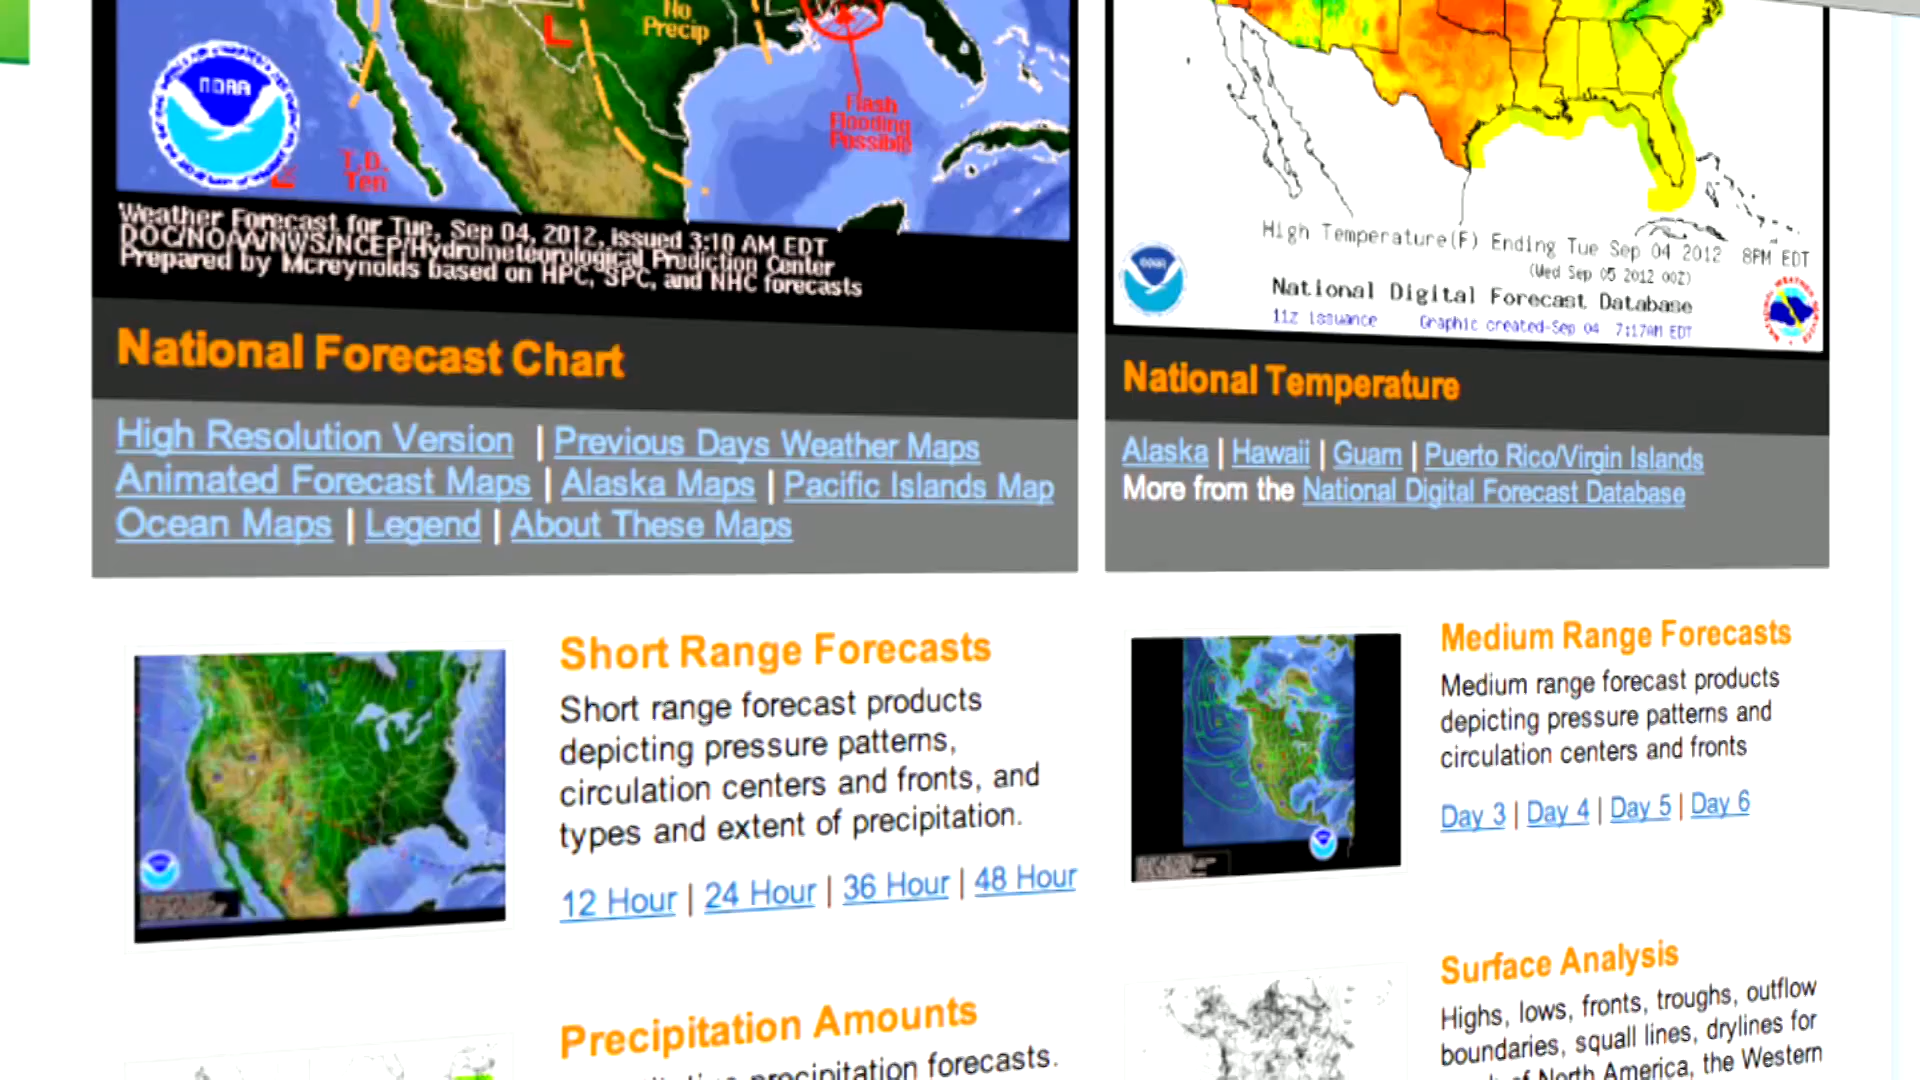 No
Precip
L
NOAA
Flash
Flooding
Possible
T.D.
Ten
Weather Forecast for Tue, Sep 04, 2012, issued 3:10 AM EDT
DOC/NOAA/NWS/NCEP/Hydrometeorological Prediction Center
Prepared by Mcreynolds based on HPC, SPC, and NHC forecasts
National Forecast Chart
High Resolution Version | Previous Days Weather Maps
Animated Forecast Maps | Alaska Maps | Pacific Islands Map
Ocean Maps | Legend | About These Maps
High Temperature(F) Ending Tue Sep 04 2012 8PM EDT
(Wed Sep 05 2012 00Z)
National Digital Forecast Database
11z issuance Graphic created-Sep 04 7:17AM EDT
National Temperature
Alaska | Hawaii | Guam | Puerto Rico/Virgin Islands
More from the National Digital Forecast Database
Short Range Forecasts
Short range forecast products
depicting pressure patterns,
circulation centers and fronts, and
types and extent of precipitation.
12 Hour | 24 Hour | 36 Hour | 48 Hour
Medium Range Forecasts
Medium range forecast products
depicting pressure patterns and
circulation centers and fronts
Day 3 | Day 4 | Day 5 | Day 6
Precipitation Amounts
precipitation forecasts.
Surface Analysis
Highs, lows, fronts, troughs, outflow
boundaries, squall lines, drylines for
of North America, the Western